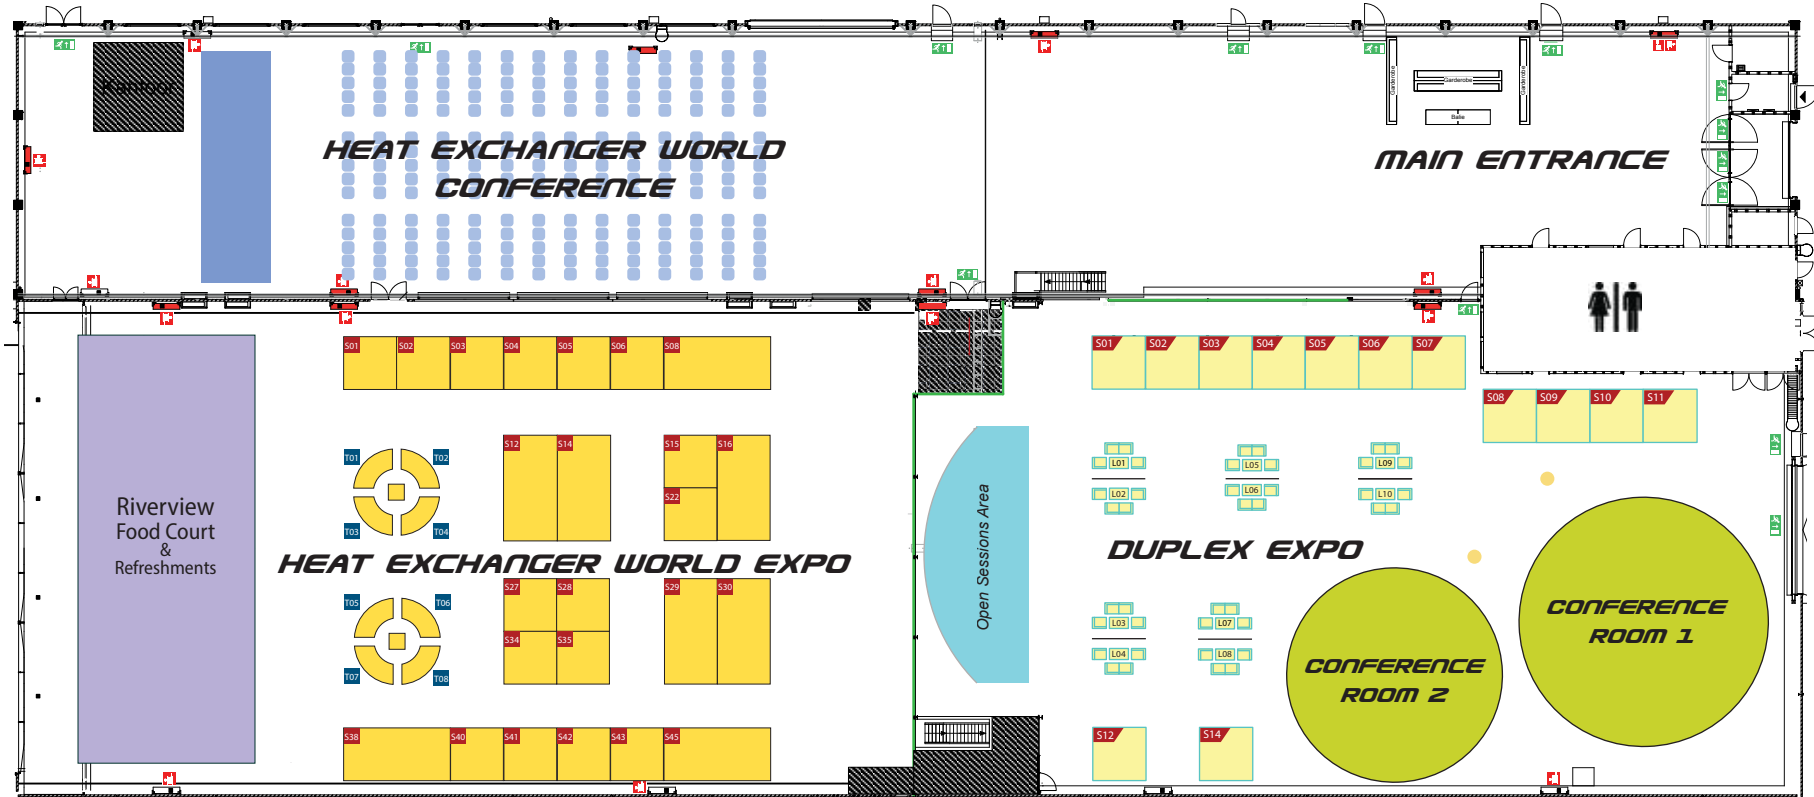 Kantoor
HEAT EXCHANGER WORLD
CONFERENCE
Garderobe
Garderobe
Garderobe
Balie
MAIN ENTRANCE
S01
S02
S03
S04
S05
S06
S08
S12
S14
S15
S16
S22
T01
T02
T03
T04
Riverview
Food Court
&
Refreshments
HEAT EXCHANGER WORLD EXPO
T05
T06
T07
T08
S27
S28
S29
S30
S34
S35
S38
S40
S41
S42
S43
S45
Open Sessions Area
S01
S02
S03
S04
S05
S06
S07
S08
S09
S10
S11
L01
L02
L05
L06
L09
L10
DUPLEX EXPO
L03
L04
L07
L08
CONFERENCE
ROOM 1
CONFERENCE
ROOM 2
S12
S14